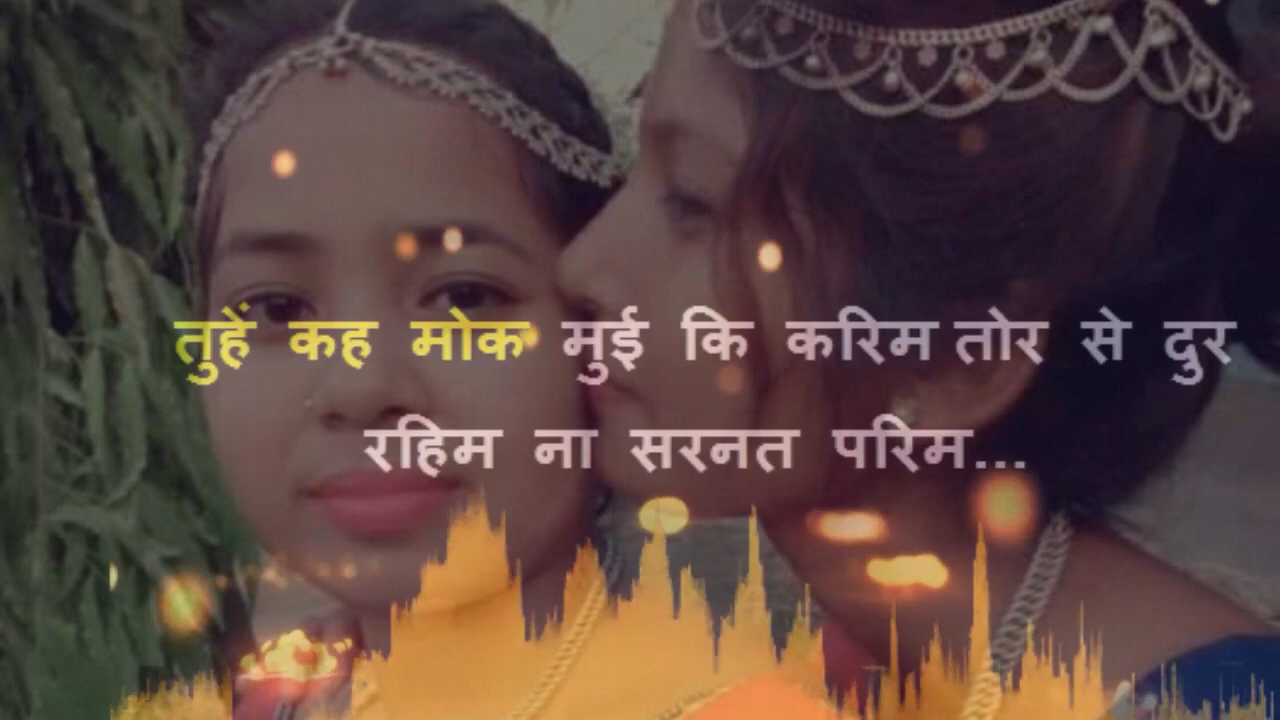 तुहें कह मोक मुई कि करिम तोर से दुर
रहिम ना सरनत परिम...